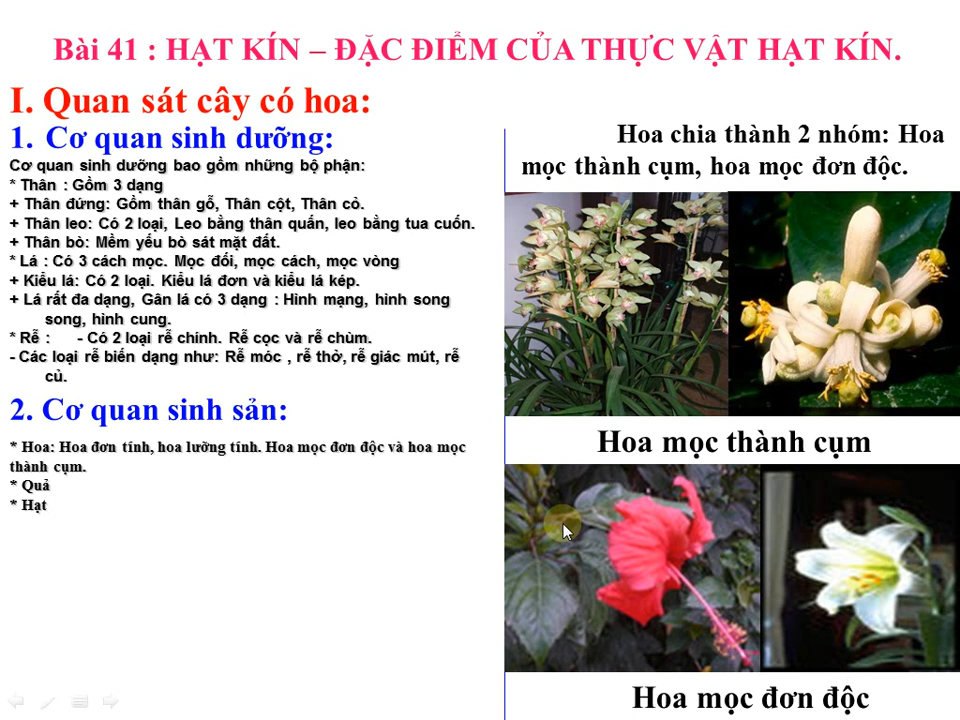 Bài 41 : HẠT KÍN – ĐẶC ĐIỂM CỦA THỰC VẬT HẠT KÍN.
I. Quan sát cây có hoa:
1. Cơ quan sinh dưỡng:
Cơ quan sinh dưỡng bao gồm những bộ phận:
* Thân : Gồm 3 dạng
+ Thân đứng: Gồm thân gỗ, Thân cột, Thân cỏ.
+ Thân leo: Có 2 loại, Leo bằng thân quấn, leo bằng tua cuốn.
+ Thân bò: Mềm yếu bò sát mặt đất.
* Lá : Có 3 cách mọc. Mọc đối, mọc cách, mọc vòng
+ Kiểu lá: Có 2 loại. Kiểu lá đơn và kiểu lá kép.
+ Lá rất đa dạng, Gân lá có 3 dạng : Hình mạng, hình song
song, hình cung.
* Rễ : - Có 2 loại rễ chính. Rễ cọc và rễ chùm.
- Các loại rễ biến dạng như: Rễ móc , rễ thở, rễ giác mút, rễ
củ.
2. Cơ quan sinh sản:
* Hoa: Hoa đơn tính, hoa lưỡng tính. Hoa mọc đơn độc và hoa mọc
thành cụm.
* Quả
* Hạt
Hoa chia thành 2 nhóm: Hoa
mọc thành cụm, hoa mọc đơn độc.
Hoa mọc thành cụm
Hoa mọc đơn độc